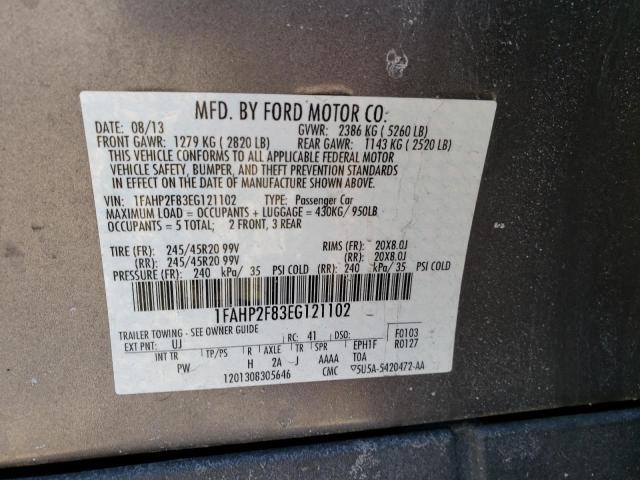 MFD. BY FORD MOTOR CO.
DATE: 08/13 GVWR: 2386 KG ( 5260 LB)
FRONT GAWR: 1279 KG ( 2820 LB) REAR GAWR: 1143 KG ( 2520 LB)
THIS VEHICLE CONFORMS TO ALL APPLICABLE FEDERAL MOTOR
VEHICLE SAFETY, BUMPER, AND THEFT PREVENTION STANDARDS
IN EFFECT ON THE DATE OF MANUFACTURE SHOWN ABOVE.
VIN: 1FAHP2F83EG121102 TYPE: Passenger Car
MAXIMUM LOAD = OCCUPANTS + LUGGAGE = 430KG/ 950LB
OCCUPANTS = 5 TOTAL; 2 FRONT, 3 REAR
TIRE (FR): 245/45R20 99V RIMS (FR): 20X8.0J
(RR): 245/45R20 99V (RR): 20X8.0J
PRESSURE (FR): 240 kPa/ 35 PSI COLD (RR): 240 kPa/ 35 PSI COLD
1FAHP2F83EG121102
TRAILER TOWING - SEE OWNER GUIDE
EXT PNT: UJ RC: 41 DSO: F0103
INT TR TP/PS R AXLE TR SPR EPH1F R0127
PW H 2A J AAAA TOA
1201308305646 CMC ▽5U5A-5420472-AA